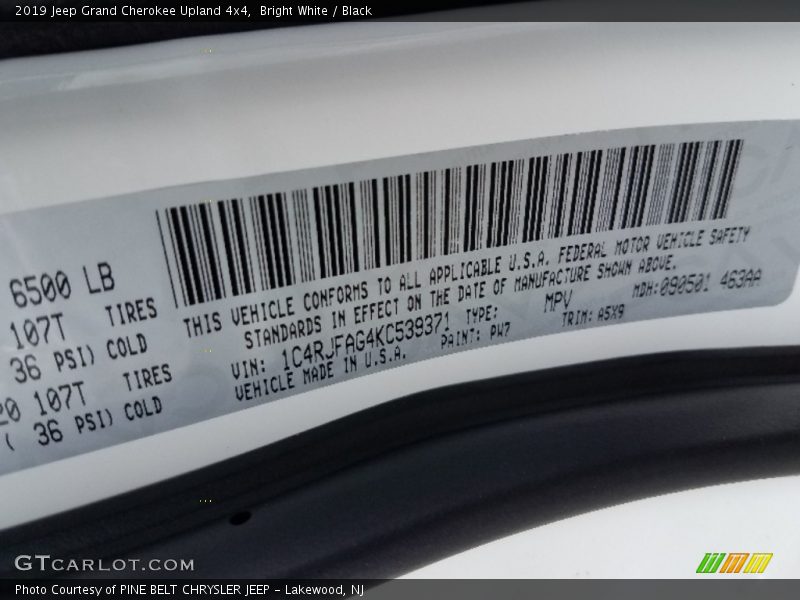 2019 Jeep Grand Cherokee Upland 4x4,  Bright White / Black
6500 LB
107T TIRES
36 PSI) COLD
20 107T TIRES
( 36 PSI) COLD
THIS VEHICLE CONFORMS TO ALL APPLICABLE U.S.A. FEDERAL MOTOR VEHICLE SAFETY
STANDARDS IN EFFECT ON THE DATE OF MANUFACTURE SHOWN ABOVE.
VIN: 1C4RJFAG4KC539371 TYPE: MPV MDH:090501 463AA
VEHICLE MADE IN U.S.A. PAINT: PW7 TRIM: A5X9
GTCARLOT.COM
Photo Courtesy of PINE BELT CHRYSLER JEEP - Lakewood, NJ